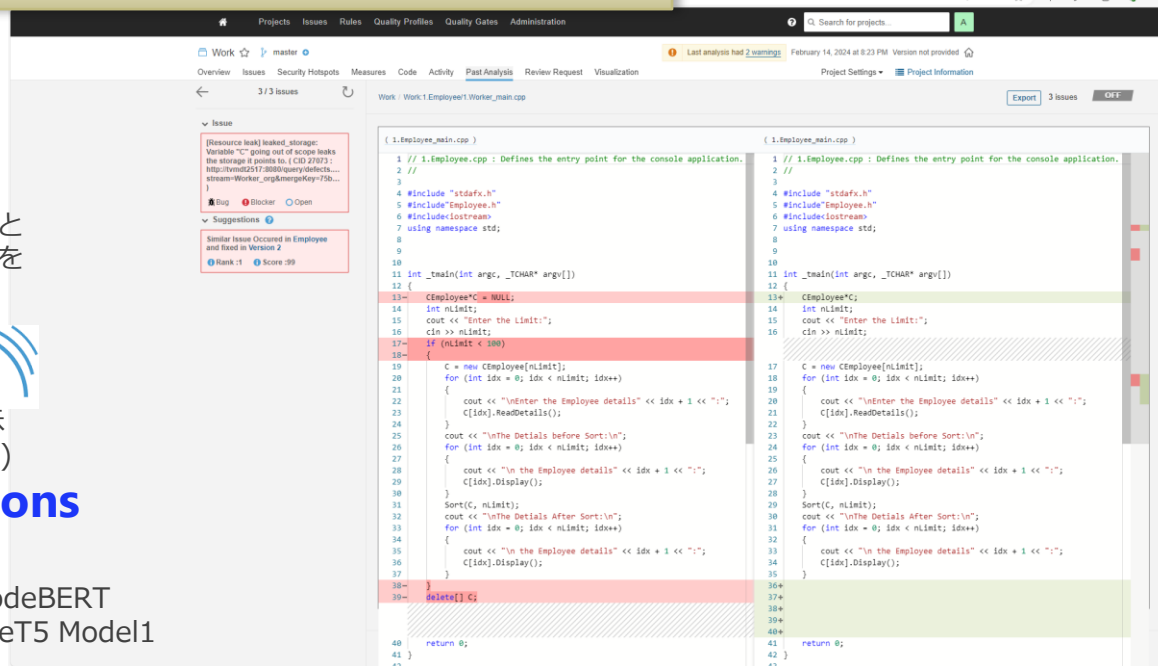 Projects Issues Rules Quality Profiles Quality Gates Administration
Search for projects...
A
Work master
Last analysis had 2 warnings February 14, 2024 at 8:23 PM Version not provided
Overview Issues Security Hotspots Measures Code Activity Past Analysis Review Request Visualization
Project Settings Project Information
3 / 3 issues
Work / Work:1.Employee/1.Worker_main.cpp
Export 3 issues OFF
Issue
[Resource leak] leaked_storage:
Variable "C" going out of scope leaks
the storage it points to. ( CID 27073 :
http://tvmdt2517:8080/query/defects....
stream=Worker_org&mergeKey=75b...
)
Bug Blocker Open
Suggestions
Similar Issue Occured in Employee
and fixed in Version 2
Rank :1 Score :99
と
を
)
ons
deBERT
eT5 Model1
( 1.Employee_main.cpp )
1 // 1.Employee.cpp : Defines the entry point for the console application.
2 //
3
4 #include "stdafx.h"
5 #include"Employee.h"
6 #include<iostream>
7 using namespace std;
8
9
10
11 int _tmain(int argc, _TCHAR* argv[])
12 {
13- CEmployee*C = NULL;
14 int nLimit;
15 cout << "Enter the Limit:";
16 cin >> nLimit;
17- if (nLimit < 100)
18- {
19 C = new CEmployee[nLimit];
20 for (int idx = 0; idx < nLimit; idx++)
21 {
22 cout << "\nEnter the Employee details" << idx + 1 << ":";
23 C[idx].ReadDetails();
24 }
25 cout << "\nThe Detials before Sort:\n";
26 for (int idx = 0; idx < nLimit; idx++)
27 {
28 cout << "\n the Employee details" << idx + 1 << ":";
29 C[idx].Display();
30 }
31 Sort(C, nLimit);
32 cout << "\nThe Detials After Sort:\n";
33 for (int idx = 0; idx < nLimit; idx++)
34 {
35 cout << "\n the Employee details" << idx + 1 << ":";
36 C[idx].Display();
37 }
38- }
39- delete[] C;
40 return 0;
41 }
( 1.Employee_main.cpp )
1 // 1.Employee.cpp : Defines the entry point for the console application.
2 //
3
4 #include "stdafx.h"
5 #include"Employee.h"
6 #include<iostream>
7 using namespace std;
8
9
10
11 int _tmain(int argc, _TCHAR* argv[])
12 {
13+ CEmployee*C;
14 int nLimit;
15 cout << "Enter the Limit:";
16 cin >> nLimit;
17 C = new CEmployee[nLimit];
18 for (int idx = 0; idx < nLimit; idx++)
19 {
20 cout << "\nEnter the Employee details" << idx + 1 << ":";
21 C[idx].ReadDetails();
22 }
23 cout << "\nThe Detials before Sort:\n";
24 for (int idx = 0; idx < nLimit; idx++)
25 {
26 cout << "\n the Employee details" << idx + 1 << ":";
27 C[idx].Display();
28 }
29 Sort(C, nLimit);
30 cout << "\nThe Detials After Sort:\n";
31 for (int idx = 0; idx < nLimit; idx++)
32 {
33 cout << "\n the Employee details" << idx + 1 << ":";
34 C[idx].Display();
35 }
36+
37+
38+
39+
40+
41 return 0;
42 }